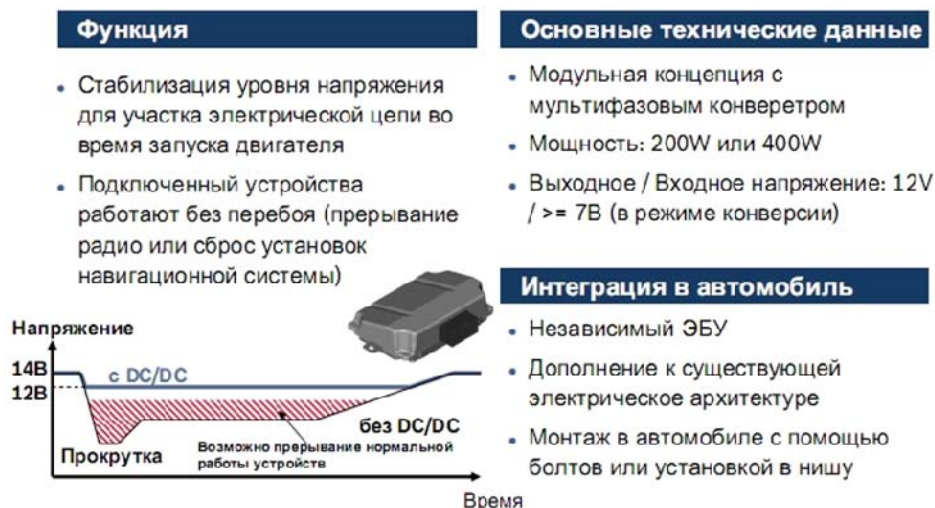 Функция
• Стабилизация уровня напряжения
для участка электрической цепи во
время запуска двигателя
• Подключенный устройства
работают без перебоя (прерывание
радио или сброс установок
навигационной системы)
Напряжение
14В
12В
с DC/DC
без DC/DC
Возможно прерывание нормальной
работы устройств
Прокрутка
Время
Основные технические данные
• Модульная концепция с
мультифазовым конверетром
• Мощность: 200W или 400W
• Выходное / Входное напряжение: 12V
/ >= 7В (в режиме конверсии)
Интеграция в автомобиль
• Независимый ЭБУ
• Дополнение к существующей
электрическое архитектуре
• Монтаж в автомобиле с помощью
болтов или установкой в нишу